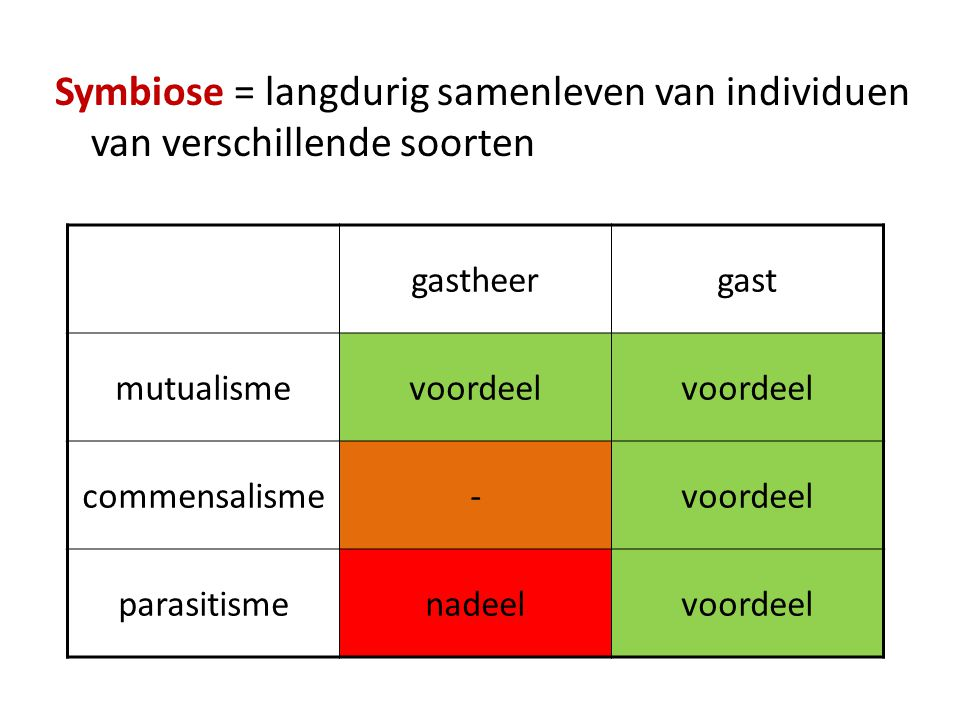 Symbiose = langdurig samenleven van individuen
van verschillende soorten
gastheer gast
mutualisme voordeel voordeel
commensalisme - voordeel
parasitisme nadeel voordeel